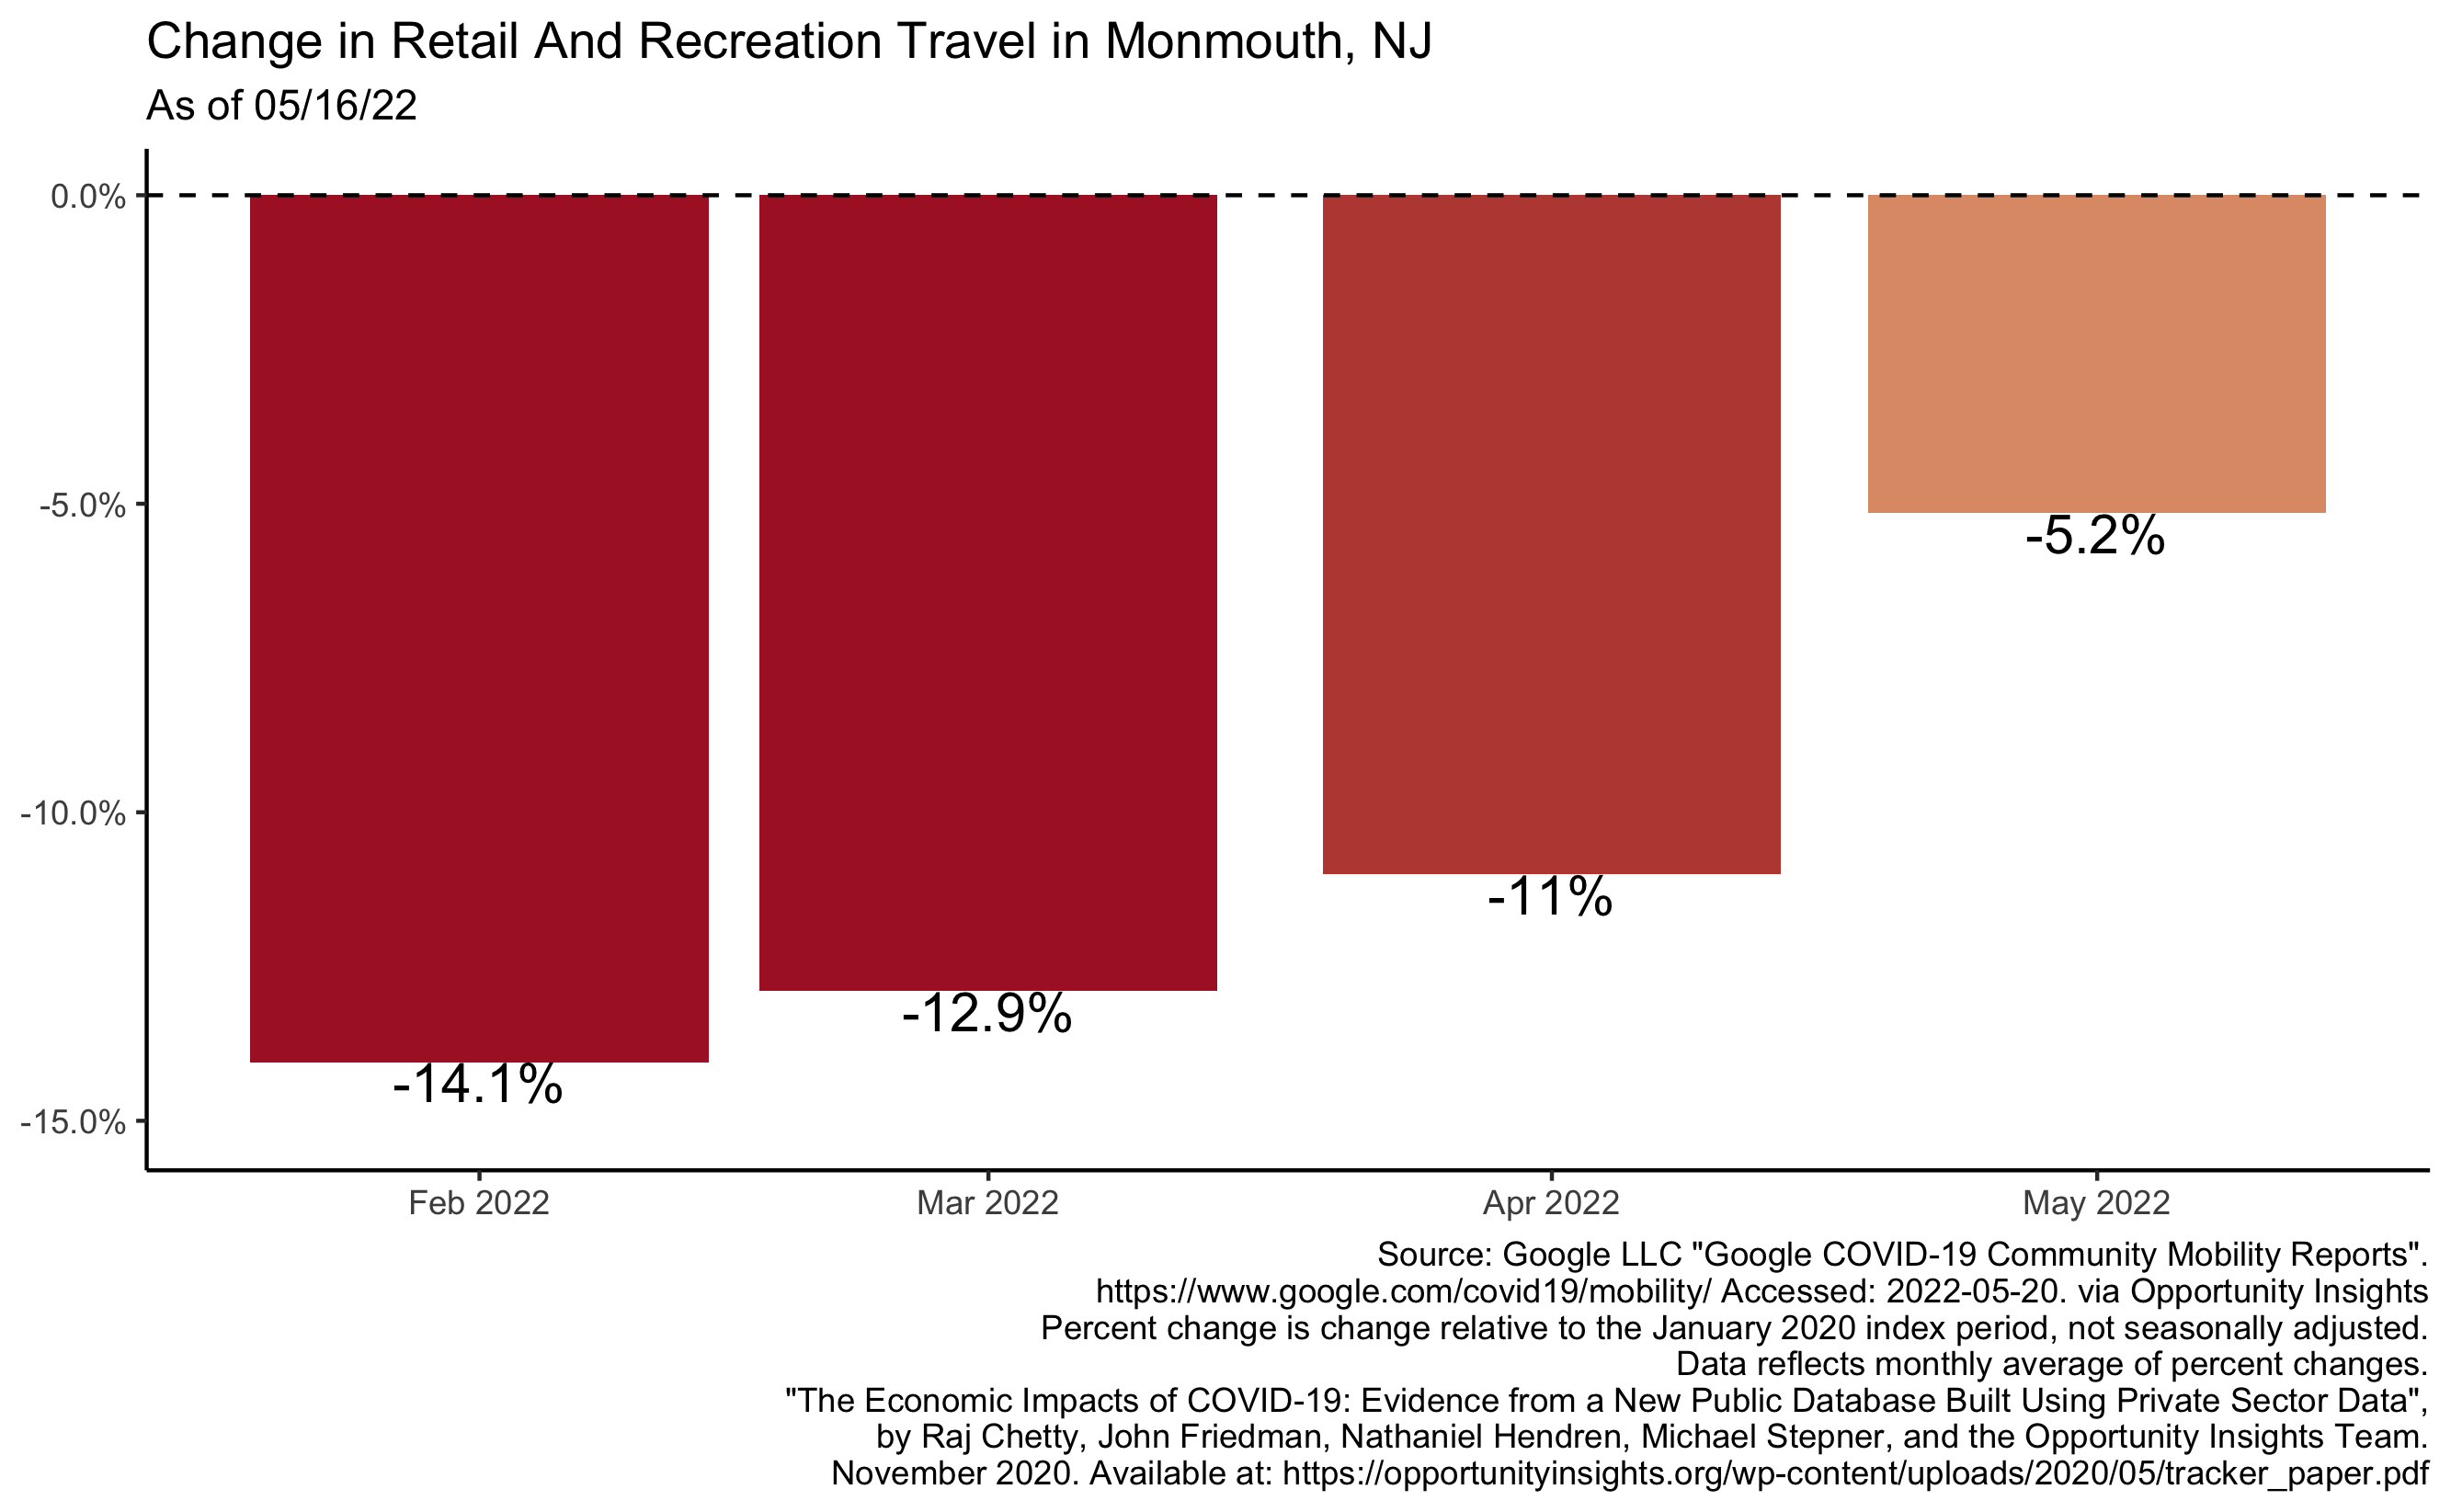 Change in Retail And Recreation Travel in Monmouth, NJ
As of 05/16/22
0.0%
-5.0%
-10.0%
-15.0%
-14.1%
-12.9%
-11%
-5.2%
Feb 2022
Mar 2022
Apr 2022
May 2022
Source: Google LLC "Google COVID-19 Community Mobility Reports".
https://www.google.com/covid19/mobility/ Accessed: 2022-05-20. via Opportunity Insights
Percent change is change relative to the January 2020 index period, not seasonally adjusted.
Data reflects monthly average of percent changes.
"The Economic Impacts of COVID-19: Evidence from a New Public Database Built Using Private Sector Data",
by Raj Chetty, John Friedman, Nathaniel Hendren, Michael Stepner, and the Opportunity Insights Team.
November 2020. Available at: https://opportunityinsights.org/wp-content/uploads/2020/05/tracker_paper.pdf